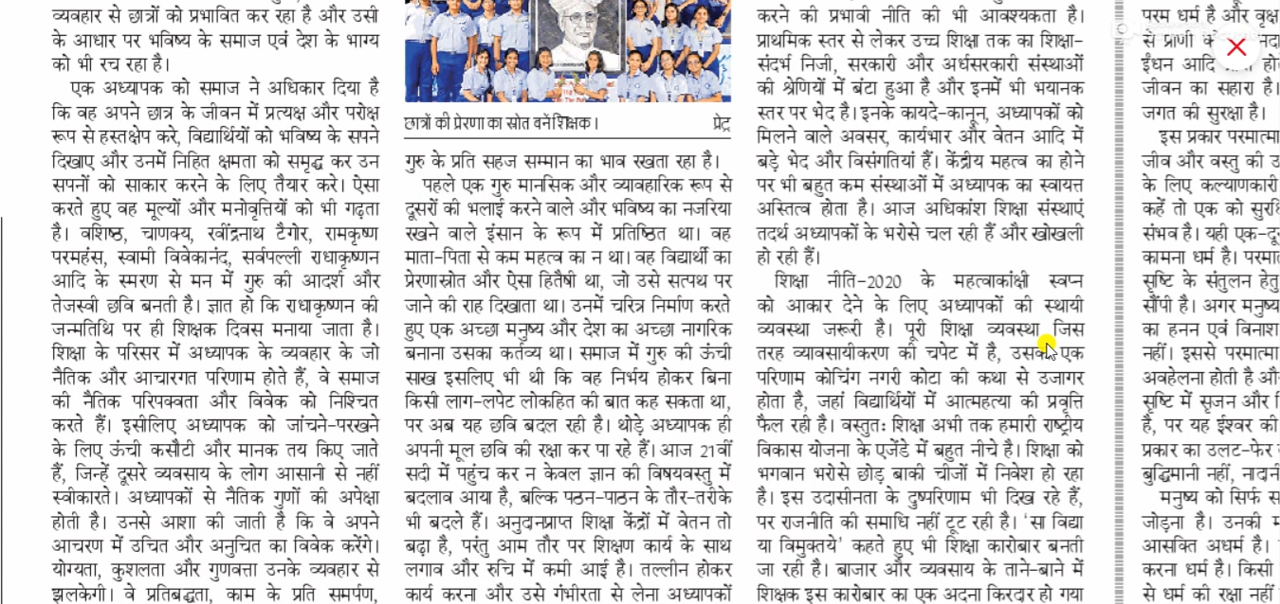 व्यवहार से छात्रों को प्रभावित कर रहा है और उसी
के आधार पर भविष्य के समाज एवं देश के भाग्य
को भी रच रहा है।
एक अध्यापक को समाज ने अधिकार दिया है
कि वह अपने छात्र के जीवन में प्रत्यक्ष और परोक्ष
रूप से हस्तक्षेप करे, विद्यार्थियों को भविष्य के सपने
दिखाए और उनमें निहित क्षमता को समृद्ध कर उन
सपनों को साकार करने के लिए तैयार करे। ऐसा
करते हुए वह मूल्यों और मनोवृत्तियों को भी गढ़ता
है। वशिष्ठ, चाणक्य, रवींद्रनाथ टैगोर, रामकृष्ण
परमहंस, स्वामी विवेकानंद, सर्वपल्ली राधाकृष्णन
आदि के स्मरण से मन में गुरु की आदर्श और
तेजस्वी छवि बनती है। ज्ञात हो कि राधाकृष्णन की
जन्मतिथि पर ही शिक्षक दिवस मनाया जाता है।
शिक्षा के परिसर में अध्यापक के व्यवहार के जो
नैतिक और आचारगत परिणाम होते हैं, वे समाज
की नैतिक परिपक्वता और विवेक को निश्चित
करते हैं। इसीलिए अध्यापक को जांचने-परखने
के लिए ऊंची कसौटी और मानक तय किए जाते
हैं, जिन्हें दूसरे व्यवसाय के लोग आसानी से नहीं
स्वीकारते। अध्यापकों से नैतिक गुणों की अपेक्षा
होती है। उनसे आशा की जाती है कि वे अपने
आचरण में उचित और अनुचित का विवेक करेंगे।
योग्यता, कुशलता और गुणवत्ता उनके व्यवहार से
झलकेगी। वे प्रतिबद्धता, काम के प्रति समर्पण,
छात्रों की प्रेरणा का स्रोत बनें शिक्षक। प्रेट्र
गुरु के प्रति सहज सम्मान का भाव रखता रहा है।
पहले एक गुरु मानसिक और व्यावहारिक रूप से
दूसरों की भलाई करने वाले और भविष्य का नजरिया
रखने वाले इंसान के रूप में प्रतिष्ठित था। वह
माता-पिता से कम महत्व का न था। वह विद्यार्थी का
प्रेरणास्रोत और ऐसा हितैषी था, जो उसे सत्पथ पर
जाने की राह दिखाता था। उनमें चरित्र निर्माण करते
हुए एक अच्छा मनुष्य और देश का अच्छा नागरिक
बनाना उसका कर्तव्य था। समाज में गुरु की ऊंची
साख इसलिए भी थी कि वह निर्भय होकर बिना
किसी लाग-लपेट लोकहित की बात कह सकता था,
पर अब यह छवि बदल रही है। थोड़े अध्यापक ही
अपनी मूल छवि की रक्षा कर पा रहे हैं। आज 21वीं
सदी में पहुंच कर न केवल ज्ञान की विषयवस्तु में
बदलाव आया है, बल्कि पठन-पाठन के तौर-तरीके
भी बदले हैं। अनुदानप्राप्त शिक्षा केंद्रों में वेतन तो
बढ़ा है, परंतु आम तौर पर शिक्षण कार्य के साथ
लगाव और रुचि में कमी आई है। तल्लीन होकर
कार्य करना और उसे गंभीरता से लेना अध्यापकों
करने की प्रभावी नीति की भी आवश्यकता है।
प्राथमिक स्तर से लेकर उच्च शिक्षा तक का शिक्षा-
संदर्भ निजी, सरकारी और अर्धसरकारी संस्थाओं
की श्रेणियों में बंटा हुआ है और इनमें भी भयानक
स्तर पर भेद है। इनके कायदे-कानून, अध्यापकों को
मिलने वाले अवसर, कार्यभार और वेतन आदि में
बड़े भेद और विसंगतियां हैं। केंद्रीय महत्व का होने
पर भी बहुत कम संस्थाओं में अध्यापक का स्वायत्त
अस्तित्व होता है। आज अधिकांश शिक्षा संस्थाएं
तदर्थ अध्यापकों के भरोसे चल रही हैं और खोखली
हो रही हैं।
शिक्षा नीति-2020 के महत्वाकांक्षी स्वप्न
को आकार देने के लिए अध्यापकों की स्थायी
व्यवस्था जरूरी है। पूरी शिक्षा व्यवस्था जिस
तरह व्यावसायीकरण की चपेट में है, उसका एक
परिणाम कोचिंग नगरी कोटा की कथा से उजागर
होता है, जहां विद्यार्थियों में आत्महत्या की प्रवृत्ति
फैल रही है। वस्तुतः शिक्षा अभी तक हमारी राष्ट्रीय
विकास योजना के एजेंडे में बहुत नीचे है। शिक्षा को
भगवान भरोसे छोड़ बाकी चीजों में निवेश हो रहा
है। इस उदासीनता के दुष्परिणाम भी दिख रहे हैं,
पर राजनीति की समाधि नहीं टूट रही है। 'सा विद्या
या विमुक्तये' कहते हुए भी शिक्षा कारोबार बनती
जा रही है। बाजार और व्यवसाय के ताने-बाने में
शिक्षक इस कारोबार का एक अदना किरदार हो गया
परम धर्म है और वृक्ष
से प्राणी के
ईंधन आदि
जीवन का सहारा है।
जगत की सुरक्षा है।
इस प्रकार परमात्मा
जीव और वस्तु की उ
के लिए कल्याणकारी
कहें तो एक को सुरक्षि
संभव है। यही एक-दू
कामना धर्म है। परमा
सृष्टि के संतुलन हेतु
सौंपी है। अगर मनुष्य
का हनन एवं विनाश
नहीं। इससे परमात्मा
अवहेलना होती है औ
सृष्टि में सृजन और
है, पर यह ईश्वर की
प्रकार का उलट-फेर
बुद्धिमानी नहीं, नादान
मनुष्य को सिर्फ स
जोड़ना है। उनकी
आसक्ति अधर्म है।
करना धर्म है। किसी
से धर्म की रक्षा नहीं